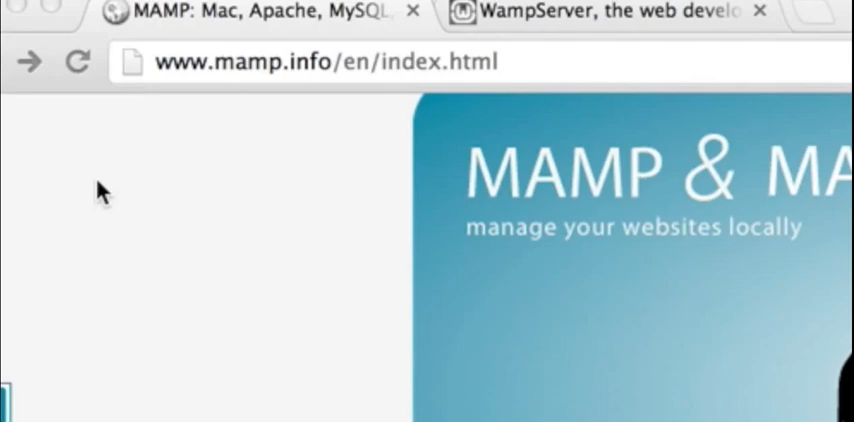 MAMP: Mac, Apache, MySQL,
WampServer, the web develo
www.mamp.info/en/index.html
MAMP & MA
manage your websites locally